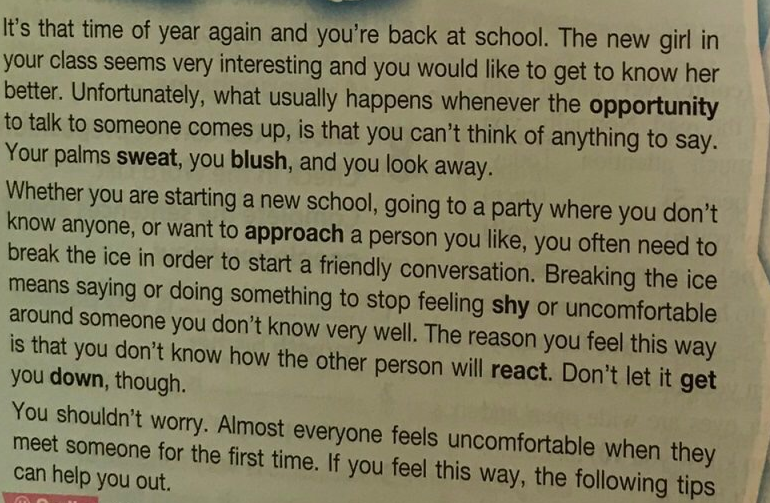 It's that time of year again and you're back at school. The new girl in
your class seems very interesting and you would like to get to know her
better. Unfortunately, what usually happens whenever the opportunity
to talk to someone comes up, is that you can't think of anything to say.
Your palms sweat, you blush, and you look away.
Whether you are starting a new school, going to a party where you don't
know anyone, or want to approach a person you like, you often need to
break the ice in order to start a friendly conversation. Breaking the ice
means saying or doing something to stop feeling shy or uncomfortable
around someone you don't know very well. The reason you feel this way
is that you don't know how the other person will react. Don't let it get
you down, though.
You shouldn't worry. Almost everyone feels uncomfortable when they
meet someone for the first time. If you feel this way, the following tips
can help you out.